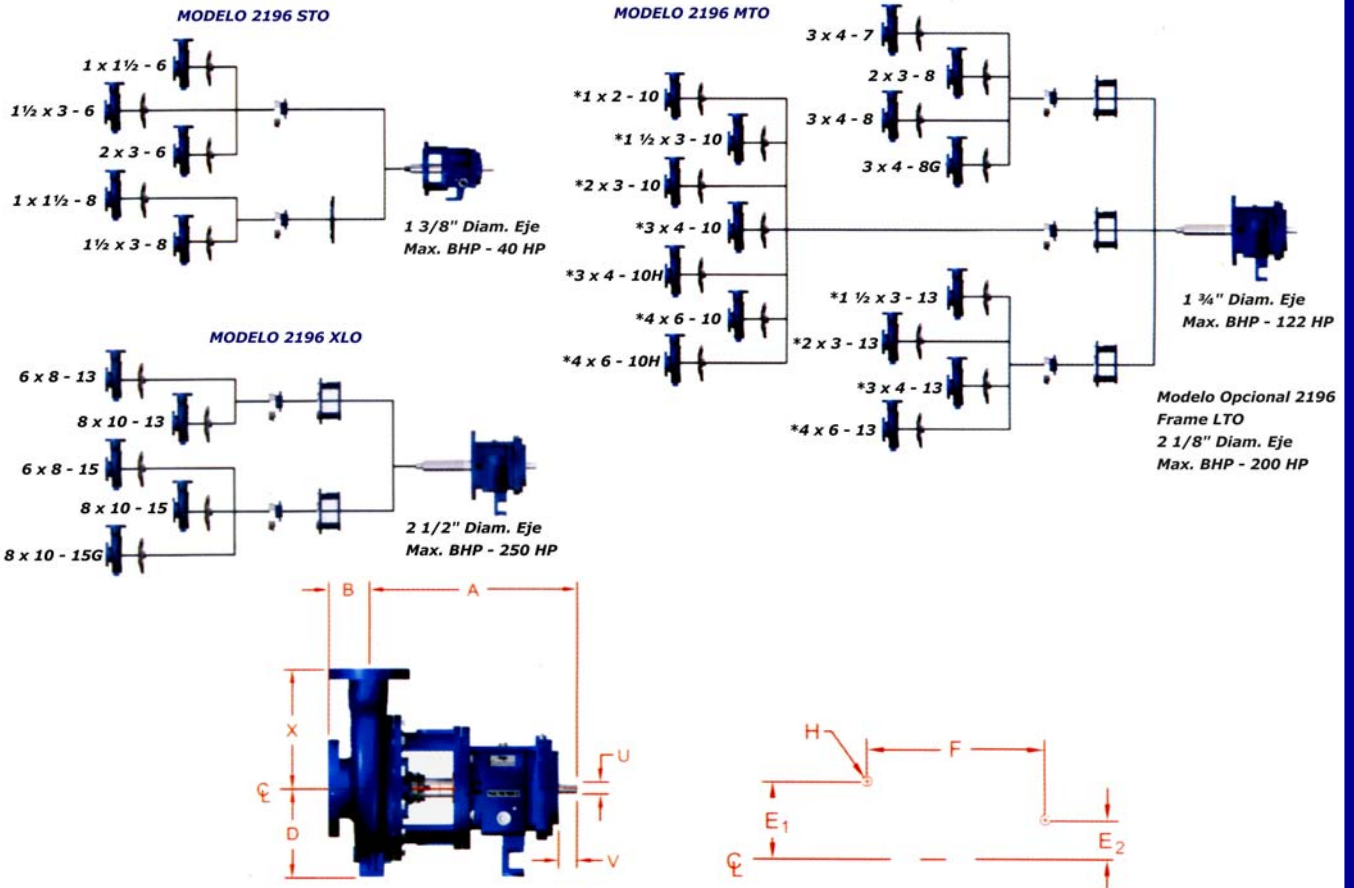 MODELO 2196 STO
1 x 1½ - 6
1½ x 3 - 6
2 x 3 - 6
1 x 1½ - 8
1½ x 3 - 8
1 3/8" Diam. Eje
Max. BHP - 40 HP
MODELO 2196 MTO
3 x 4 - 7
2 x 3 - 8
3 x 4 - 8
3 x 4 - 8G
*1 x 2 - 10
*1 ½ x 3 - 10
*2 x 3 - 10
*3 x 4 - 10
*3 x 4 - 10H
*4 x 6 - 10
*4 x 6 - 10H
*1 ½ x 3 - 13
*2 x 3 - 13
*3 x 4 - 13
*4 x 6 - 13
1 ¾" Diam. Eje
Max. BHP - 122 HP
Modelo Opcional 2196
Frame LTO
2 1/8" Diam. Eje
Max. BHP - 200 HP
MODELO 2196 XLO
6 x 8 - 13
8 x 10 - 13
6 x 8 - 15
8 x 10 - 15
8 x 10 - 15G
2 1/2" Diam. Eje
Max. BHP - 250 HP
B
A
X
U
℄
D
V
H
F
E₁
E₂
℄